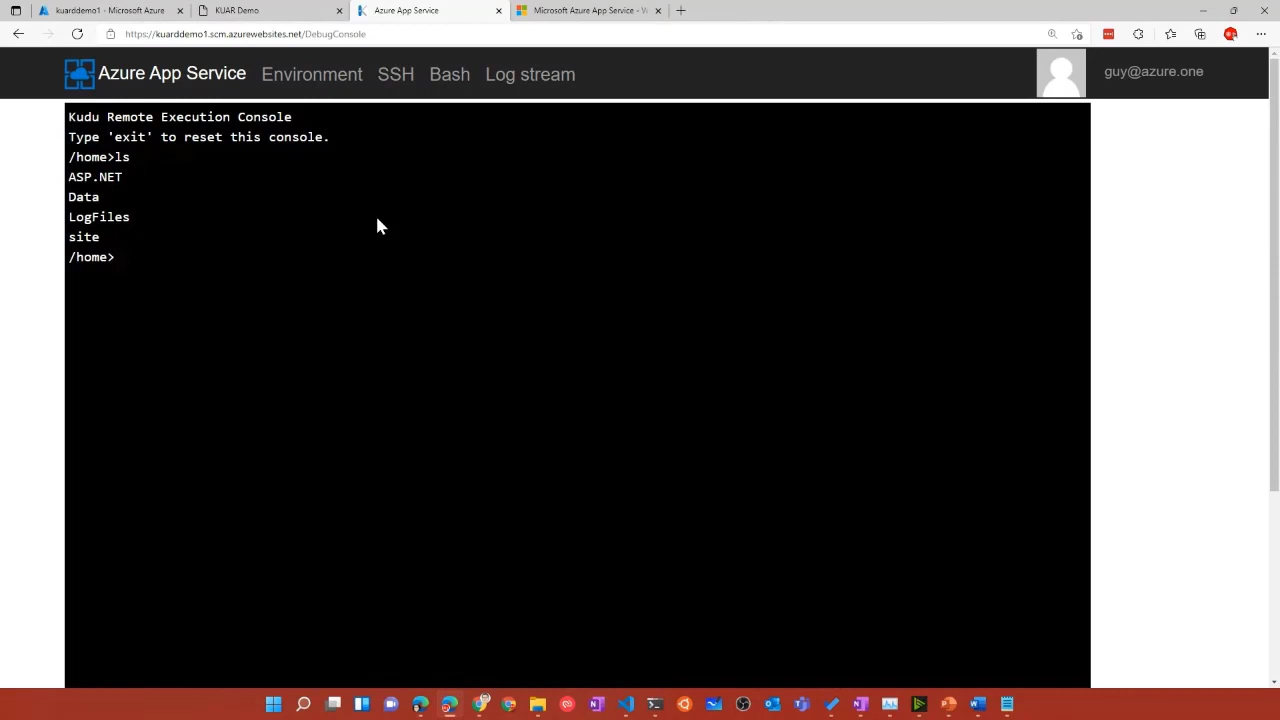 kuarddemo1 - Microsoft Azure
KUAR Demo
Azure App Service
Microsoft Azure App Service - W
https://kuarddemo1.scm.azurewebsites.net/DebugConsole
Azure App Service Environment SSH Bash Log stream
guy@azure.one
Kudu Remote Execution Console
Type 'exit' to reset this console.
/home>ls
ASP.NET
Data
LogFiles
site
/home>